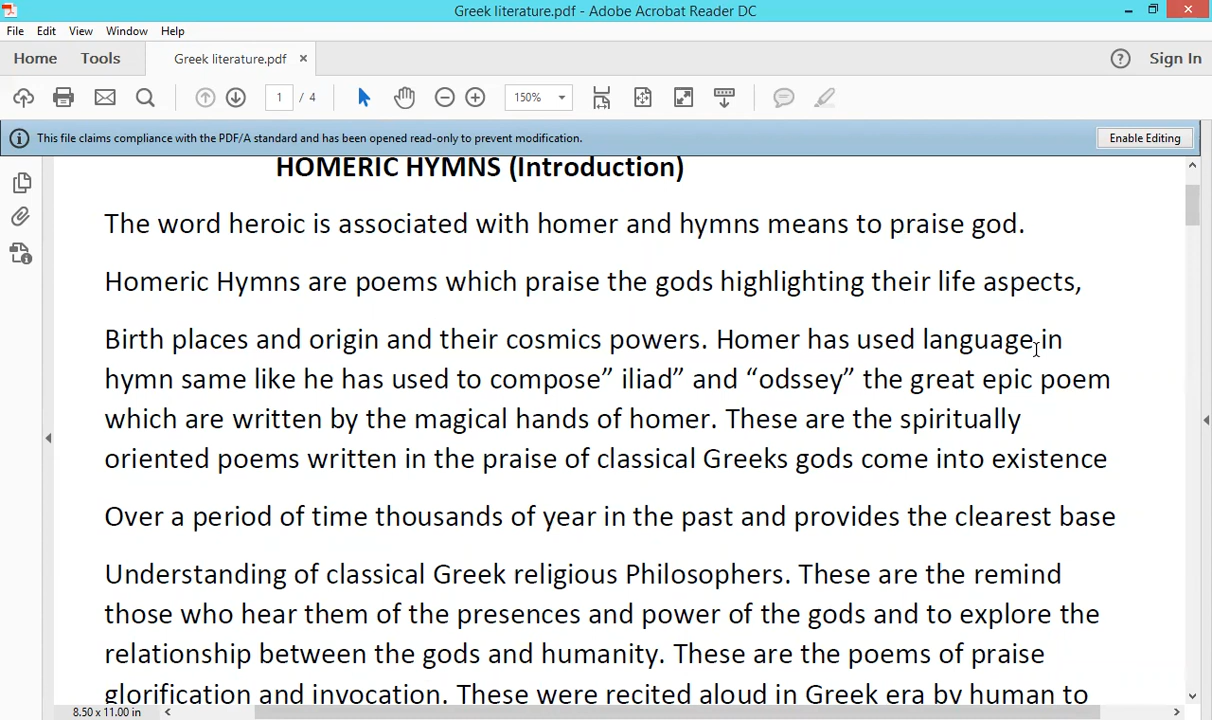 Greek literature.pdf - Adobe Acrobat Reader DC
File Edit View Window Help
Home Tools Greek literature.pdf × Sign In
1 / 4 150%
This file claims compliance with the PDF/A standard and has been opened read-only to prevent modification. Enable Editing
HOMERIC HYMNS (Introduction)
The word heroic is associated with homer and hymns means to praise god.
Homeric Hymns are poems which praise the gods highlighting their life aspects,
Birth places and origin and their cosmics powers. Homer has used language in
hymn same like he has used to compose” iliad” and “odssey” the great epic poem
which are written by the magical hands of homer. These are the spiritually
oriented poems written in the praise of classical Greeks gods come into existence
Over a period of time thousands of year in the past and provides the clearest base
Understanding of classical Greek religious Philosophers. These are the remind
those who hear them of the presences and power of the gods and to explore the
relationship between the gods and humanity. These are the poems of praise
glorification and invocation. These were recited aloud in Greek era by human to
8.50 x 11.00 in